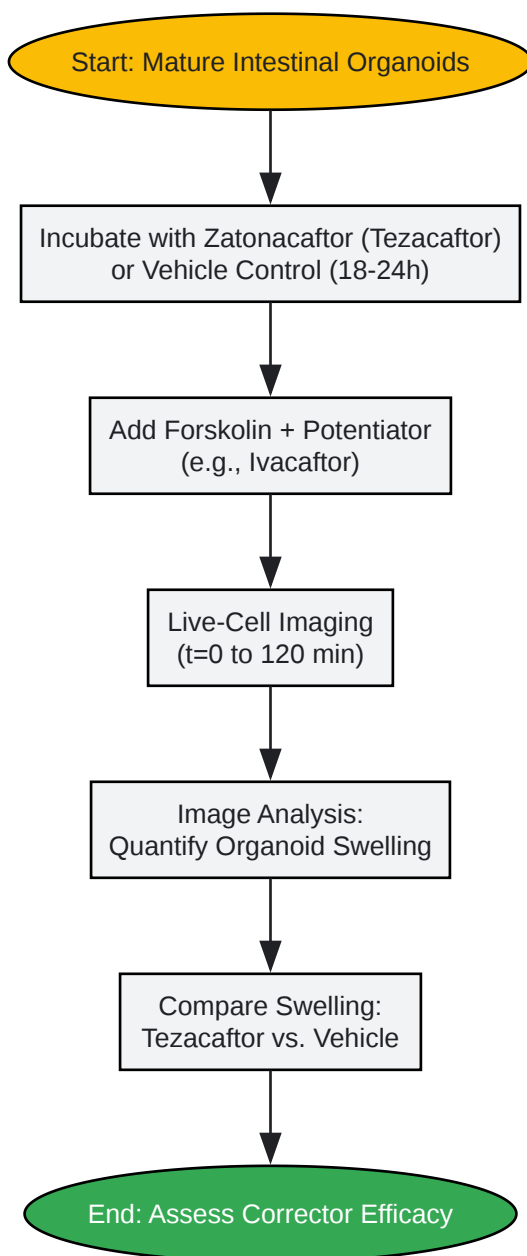 Start: Mature Intestinal Organoids
Incubate with Zatonacaftor (Tezacaftor)
or Vehicle Control (18-24h)
Add Forskolin + Potentiator
(e.g., Ivacaftor)
Live-Cell Imaging
(t=0 to 120 min)
Image Analysis:
Quantify Organoid Swelling
Compare Swelling:
Tezacaftor vs. Vehicle
End: Assess Corrector Efficacy